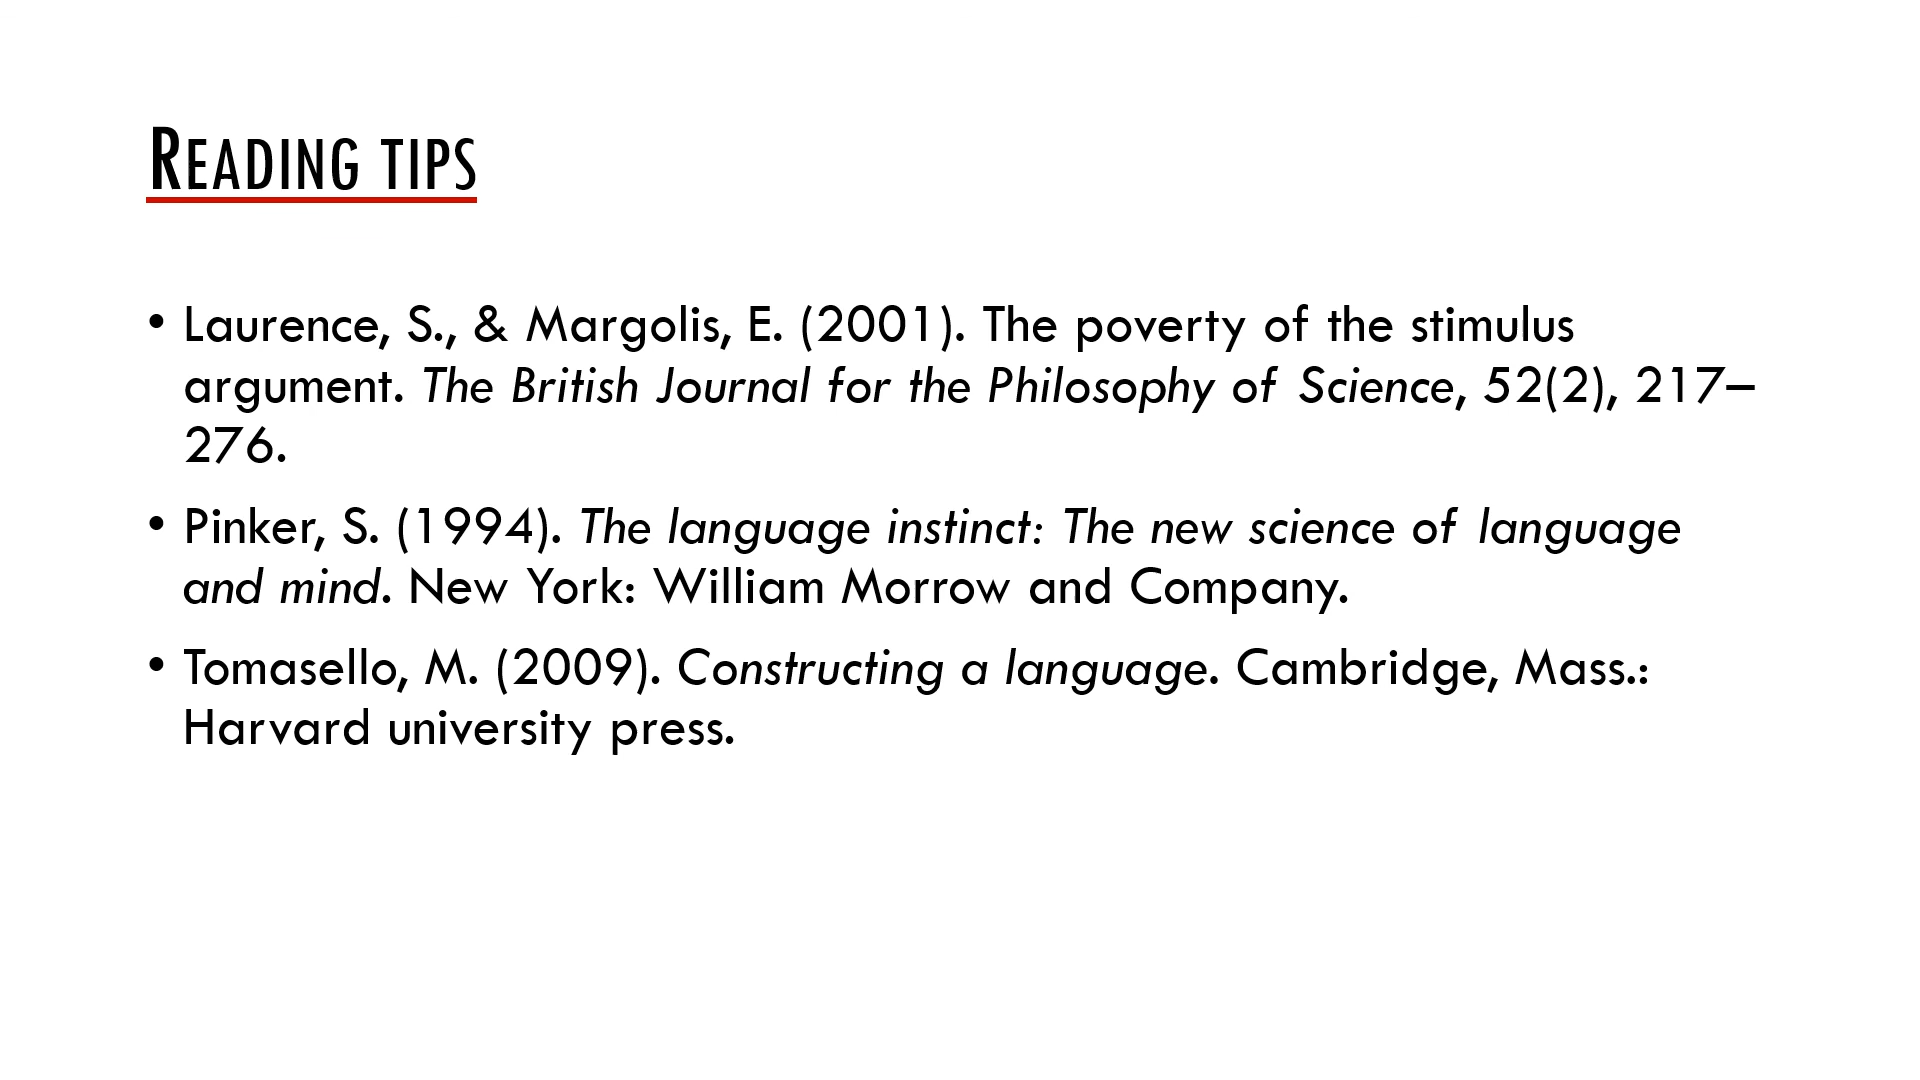 READING TIPS
• Laurence, S., & Margolis, E. (2001). The poverty of the stimulus
argument. The British Journal for the Philosophy of Science, 52(2), 217–
276.
• Pinker, S. (1994). The language instinct: The new science of language
and mind. New York: William Morrow and Company.
• Tomasello, M. (2009). Constructing a language. Cambridge, Mass.:
Harvard university press.